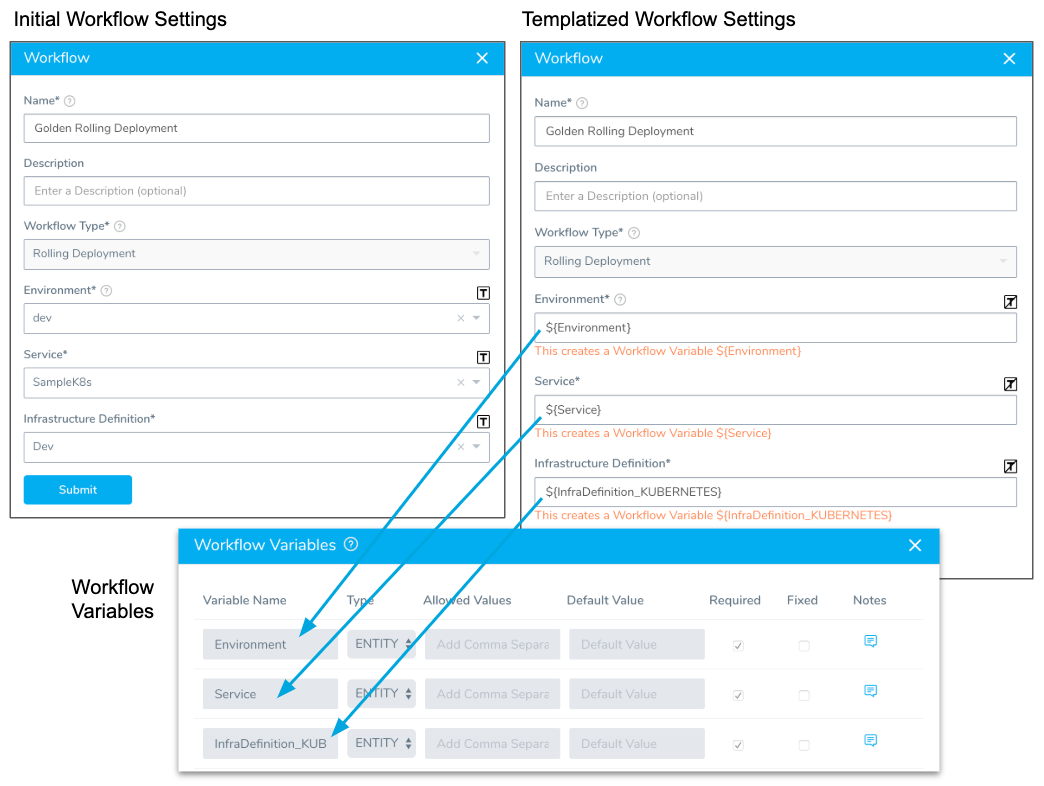 Initial Workflow Settings
Workflow
Name*
Golden Rolling Deployment
Description
Enter a Description (optional)
Workflow Type*
Rolling Deployment
Environment*
T
dev
Service*
T
SampleK8s
Infrastructure Definition*
T
Dev
Submit
Templatized Workflow Settings
Workflow
Name*
Golden Rolling Deployment
Description
Enter a Description (optional)
Workflow Type*
Rolling Deployment
Environment*
T
${Environment}
This creates a Workflow Variable ${Environment}
Service*
T
${Service}
This creates a Workflow Variable ${Service}
Infrastructure Definition*
T
${InfraDefinition_KUBERNETES}
This creates a Workflow Variable ${InfraDefinition_KUBERNETES}
Workflow
Variables
Workflow Variables
Variable Name Type Allowed Values Default Value Required Fixed Notes
Environment ENTITY Add Comma Separa Default Value
Service ENTITY Add Comma Separa Default Value
InfraDefinition_KUB ENTITY Add Comma Separa Default Value